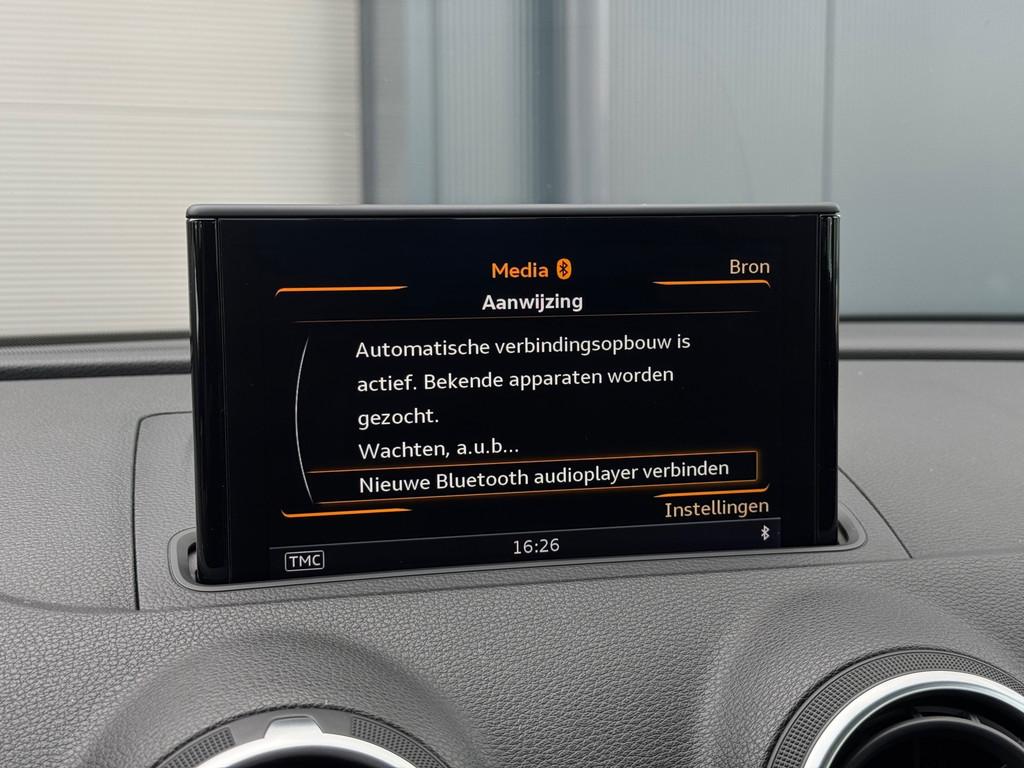 Media
Bron
Aanwijzing
Automatische verbindingsopbouw is
actief. Bekende apparaten worden
gezocht.
Wachten, a.u.b...
Nieuwe Bluetooth audioplayer verbinden
Instellingen
TMC
16:26